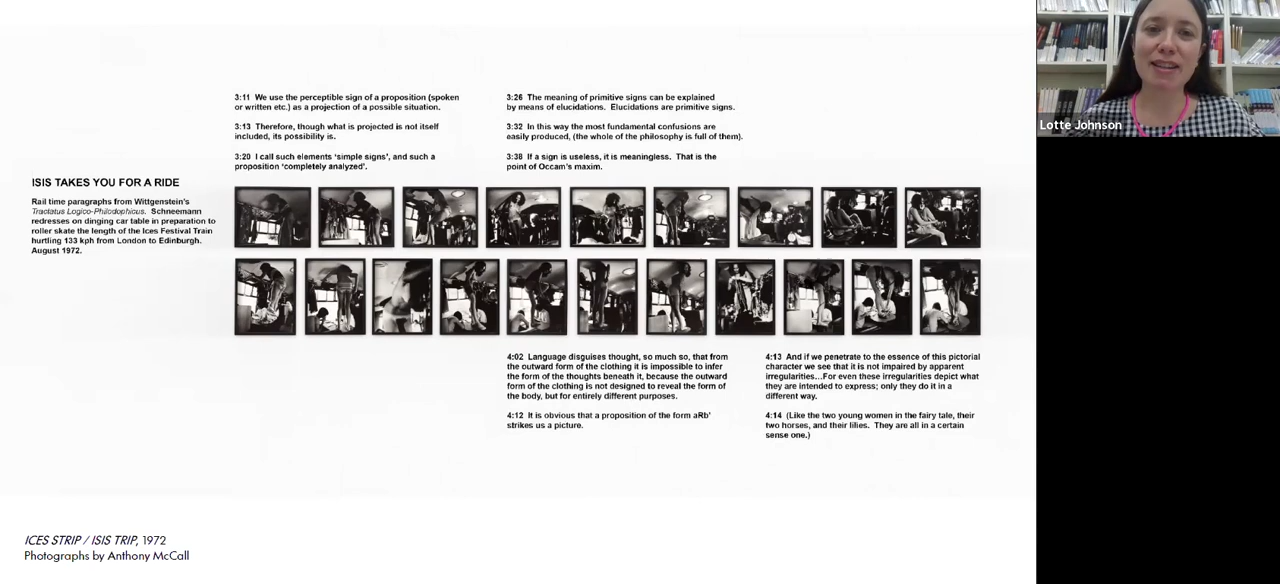 3:11 We use the perceptible sign of a proposition (spoken
or written etc.) as a projection of a possible situation.
3:13 Therefore, though what is projected is not itself
included, its possibility is.
3:20 I call such elements ‘simple signs’, and such a
proposition ‘completely analyzed’.
3:26 The meaning of primitive signs can be explained
by means of elucidations. Elucidations are primitive signs.
3:32 In this way the most fundamental confusions are
easily produced, (the whole of the philosophy is full of them).
3:38 If a sign is useless, it is meaningless. That is the
point of Occam’s maxim.
ISIS TAKES YOU FOR A RIDE
Rail time paragraphs from Wittgenstein’s
Tractatus Logico-Philodophicus. Schneemann
redresses on dinging car table in preparation to
roller skate the length of the Ices Festival Train
hurtling 133 kph from London to Edinburgh.
August 1972.
4:02 Language disguises thought, so much so, that from
the outward form of the clothing it is impossible to infer
the form of the thoughts beneath it, because the outward
form of the clothing is not designed to reveal the form of
the body, but for entirely different purposes.
4:12 It is obvious that a proposition of the form aRb’
strikes us a picture.
4:13 And if we penetrate to the essence of this pictorial
character we see that it is not impaired by apparent
irregularities...For even these irregularities depict what
they are intended to express; only they do it in a
different way.
4:14 (Like the two young women in the fairy tale, their
two horses, and their lilies. They are all in a certain
sense one.)
ICES STRIP / ISIS TRIP, 1972
Photographs by Anthony McCall
Lotte Johnson